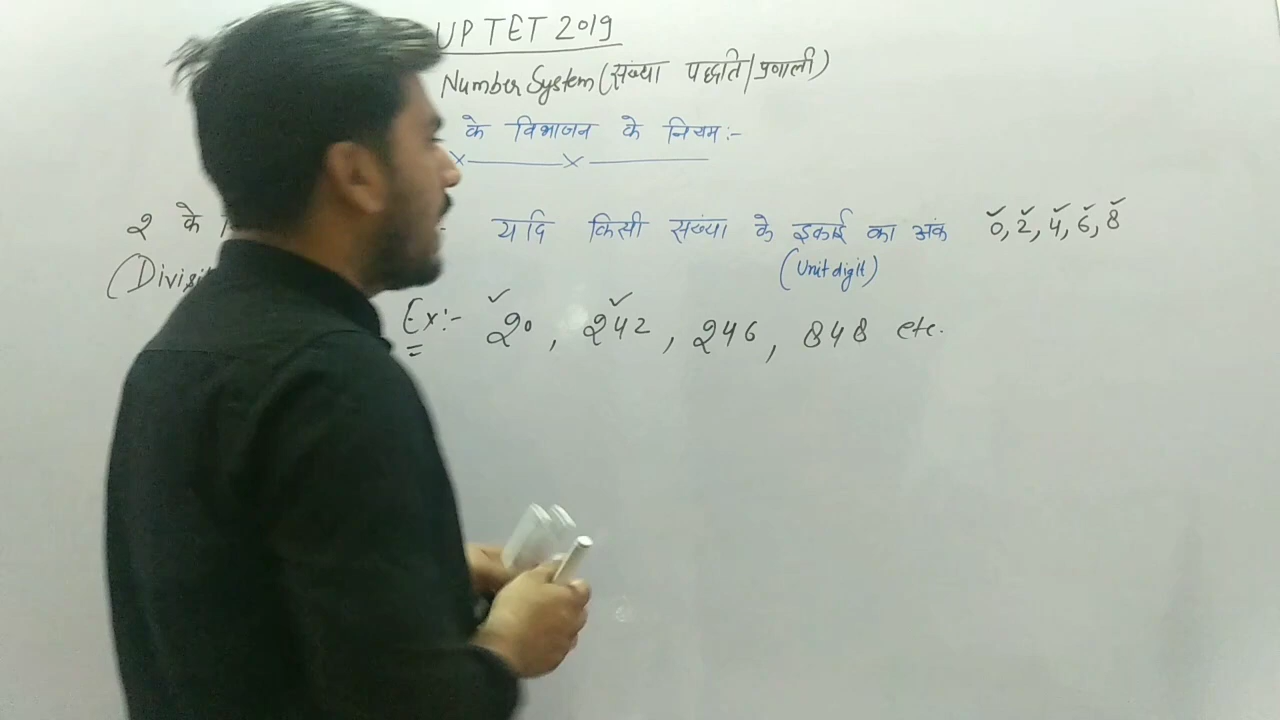 UP TET 2019
Number System (संख्या पद्धति/प्रणाली)
के विभाजन के नियम:-
२ के :- यदि किसी संख्या के इकाई का अंक 0, 2, 4, 6, 8
(Unit digit)
Ex:- 20, 242, 246, 848 etc.